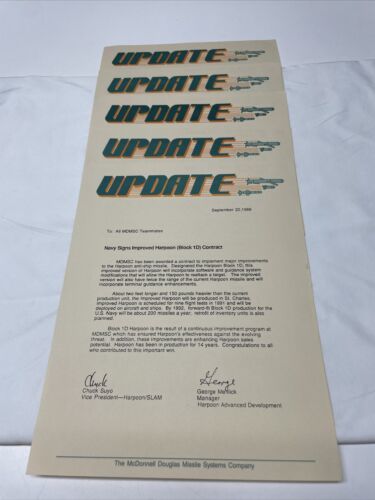 UPDATE
UPDATE
UPDATE
UPDATE
UPDATE
September 20, 1989
To: All MDMSC Teammates
Navy Signs Improved Harpoon (Block 1D) Contract
MDMSC has been awarded a contract to implement major improvements
to the Harpoon anti-ship missile. Designated the Harpoon Block 1D, this
improved version of Harpoon will incorporate software and guidance system
modifications that will allow the Harpoon to reattack a target. The improved
version will also have twice the range of the current Harpoon missile and will
incorporate terminal guidance enhancements.
About two feet longer and 150 pounds heavier than the current
production unit, the Improved Harpoon will be produced in St. Charles.
Improved Harpoon is scheduled for nine flight tests in 1991 and will be
deployed on aircraft and ships. By 1992, forward-fit Block 1D production for the
U.S. Navy will be about 200 missiles a year. retrofit of inventory units is also
planned.
Block 1D Harpoon is the result of a continuous improvement program at
MDMSC which has ensured Harpoon's effectiveness against the evolving
threat. In addition, these improvements are enhancing Harpoon sales
potential. Harpoon has been in production for 14 years. Congratulations to all
who contributed to this important win.
Chuck
George
Chuck Suyo
George Mertlick
Vice President—Harpoon/SLAM
Manager
Harpoon Advanced Development
The McDonnell Douglas Missile Systems Company